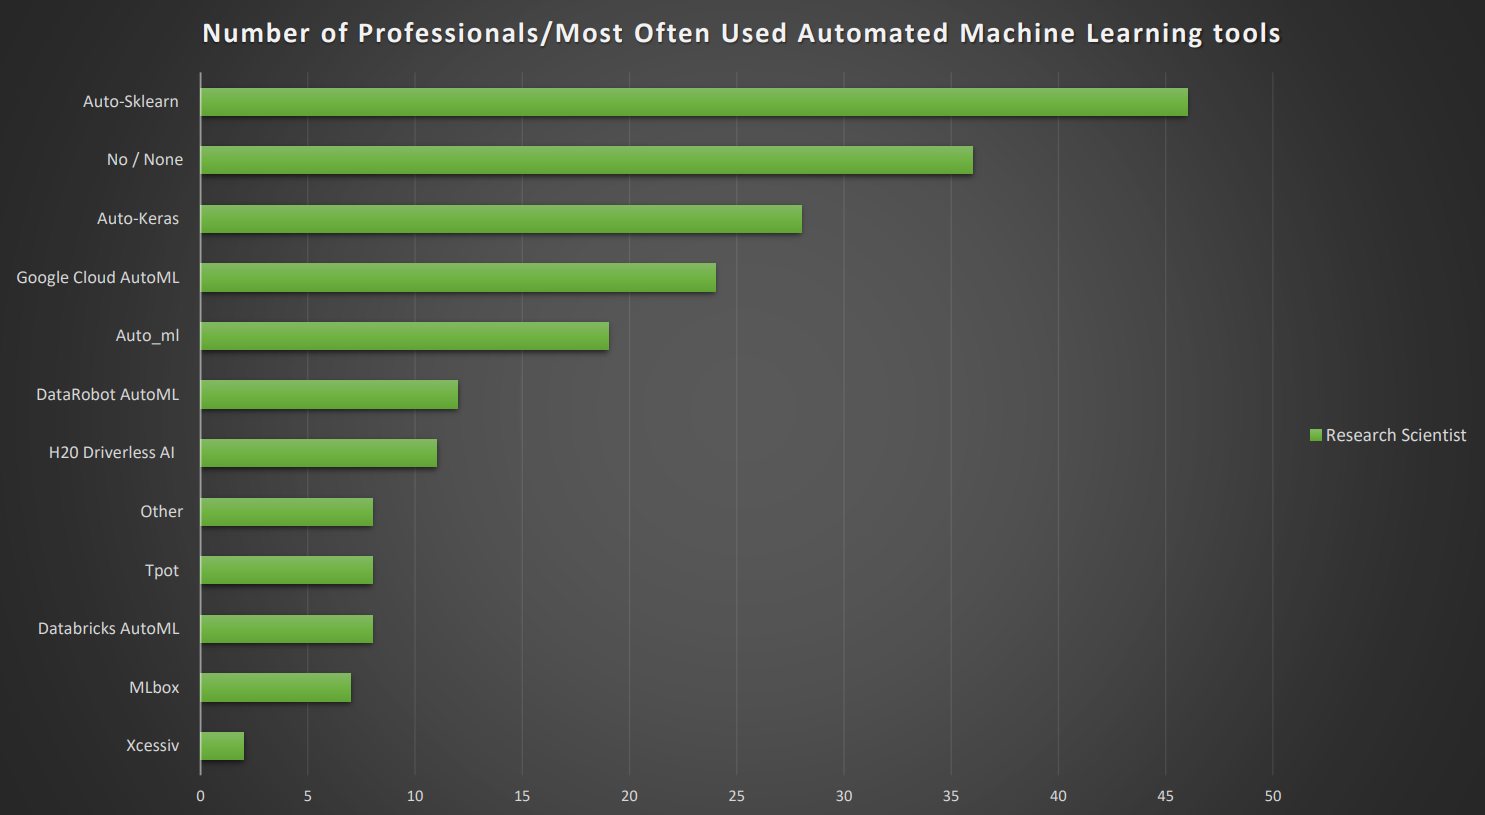 Number of Professionals/Most Often Used Automated Machine Learning tools
Auto-Sklearn
No / None
Auto-Keras
Google Cloud AutoML
Auto_ml
DataRobot AutoML
H20 Driverless AI
Other
Tpot
Databricks AutoML
MLbox
Xcessiv
0 5 10 15 20 25 30 35 40 45 50
Research Scientist